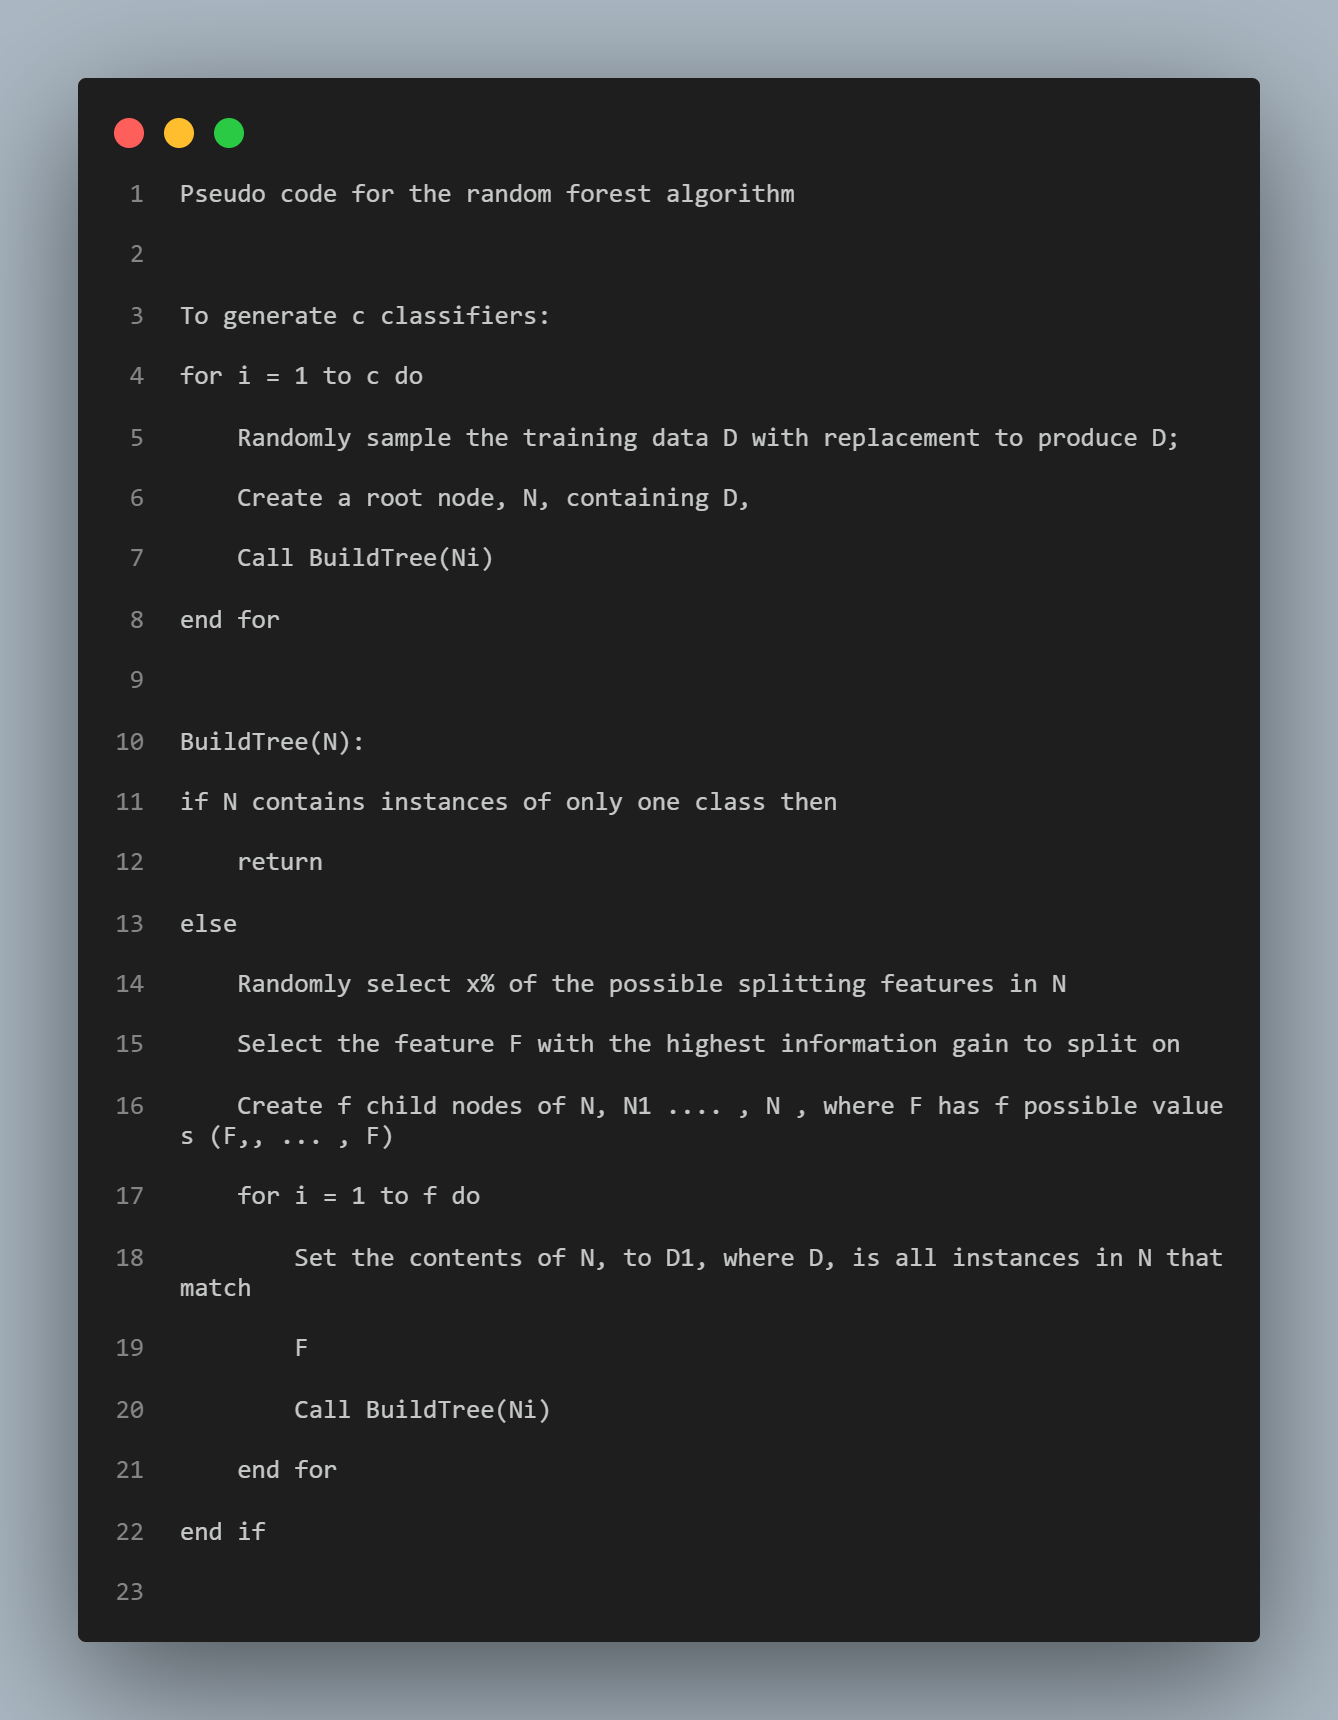 1 Pseudo code for the random forest algorithm
2
3 To generate c classifiers:
4 for i = 1 to c do
5     Randomly sample the training data D with replacement to produce D;
6     Create a root node, N, containing D,
7     Call BuildTree(Ni)
8 end for
9
10 BuildTree(N):
11 if N contains instances of only one class then
12     return
13 else
14     Randomly select x% of the possible splitting features in N
15     Select the feature F with the highest information gain to split on
16     Create f child nodes of N, N1 .... , N , where F has f possible value
s (F,, ... , F)
17     for i = 1 to f do
18         Set the contents of N, to D1, where D, is all instances in N that
match
19         F
20         Call BuildTree(Ni)
21     end for
22 end if
23